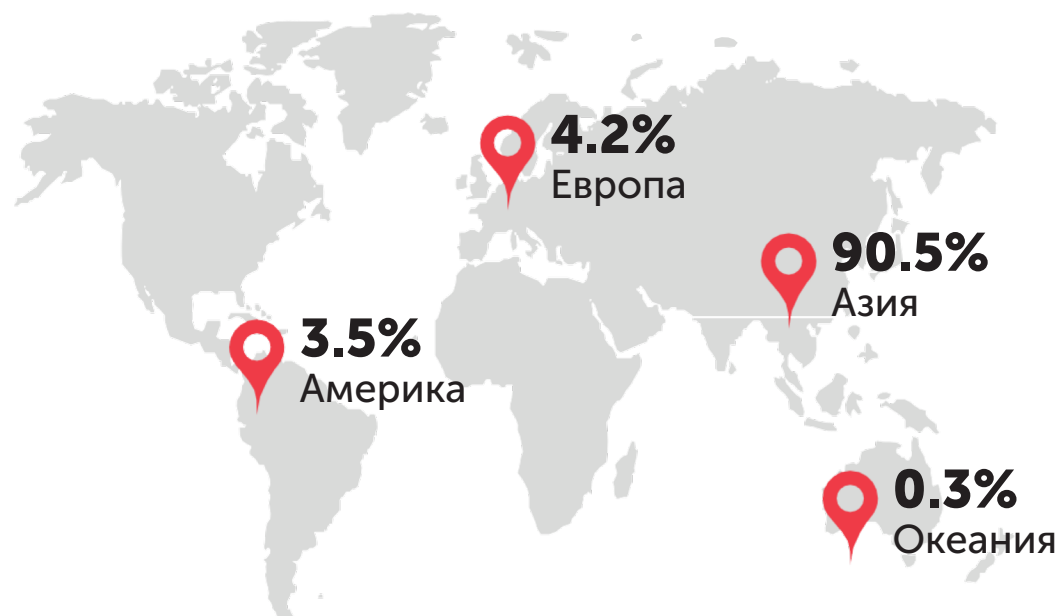 4.2%
Европа
90.5%
Азия
3.5%
Америка
0.3%
Океания